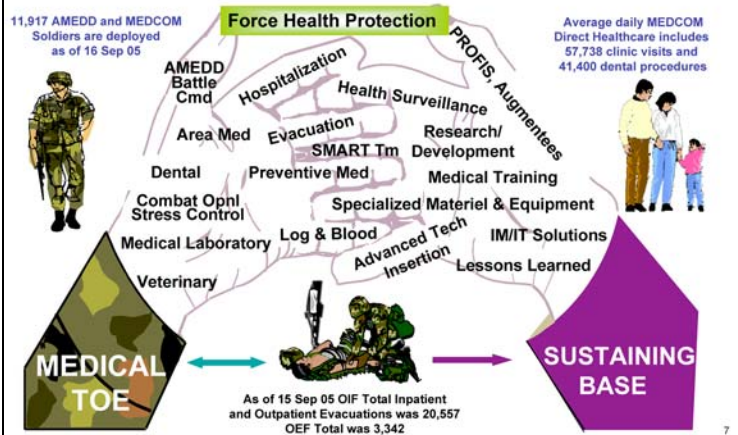 11,917 AMEDD and MEDCOM
Soldiers are deployed
as of 16 Sep 05
Force Health Protection
Average daily MEDCOM
Direct Healthcare includes
57,738 clinic visits and
41,400 dental procedures
AMEDD
Battle
Cmd
Hospitalization
Health Surveillance
PROFIS, Augmentees
Area Med
Evacuation
SMART Tm
Research/
Development
Dental
Preventive Med
Medical Training
Combat Opnl
Stress Control
Specialized Materiel & Equipment
Medical Laboratory
Log & Blood
Advanced Tech
Insertion
IM/IT Solutions
Lessons Learned
Veterinary
MEDICAL
TOE
SUSTAINING
BASE
As of 15 Sep 05 OIF Total Inpatient
and Outpatient Evacuations was 20,557
OEF Total was 3,342
7